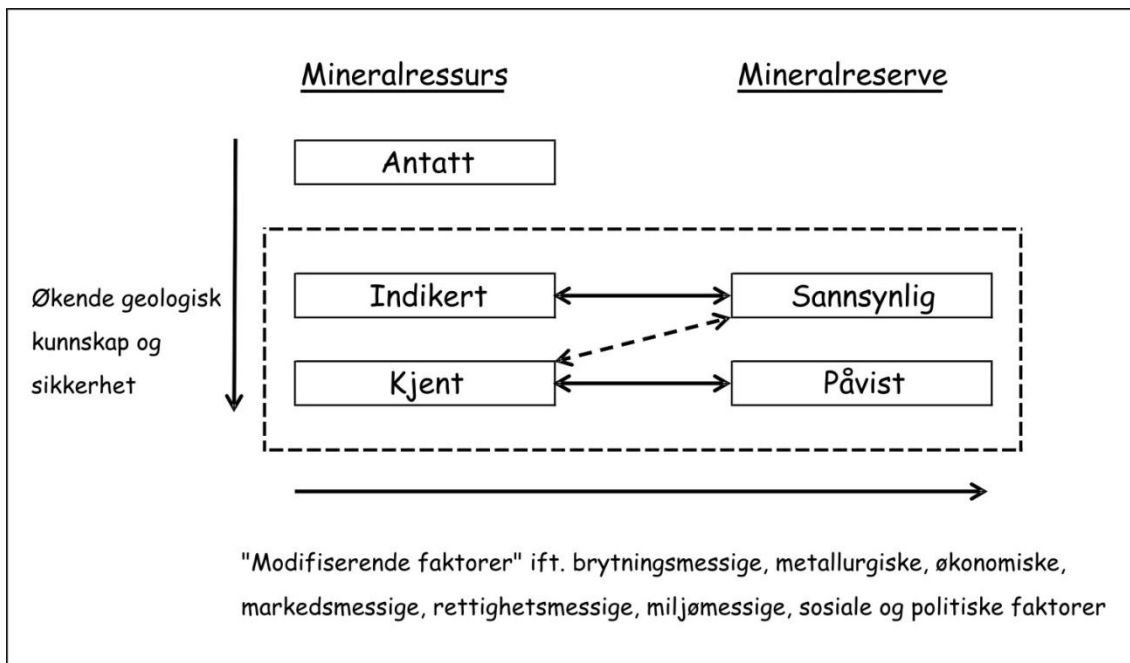 Mineralressurs
Mineralreserve
Antatt
Økende geologisk
kunnskap og
sikkerhet
Indikert
Sannsynlig
Kjent
Påvist
"Modifiserende faktorer" ift. brytningsmessige, metallurgiske, økonomiske,
markedsmessige, rettighetsmessige, miljømessige, sosiale og politiske faktorer